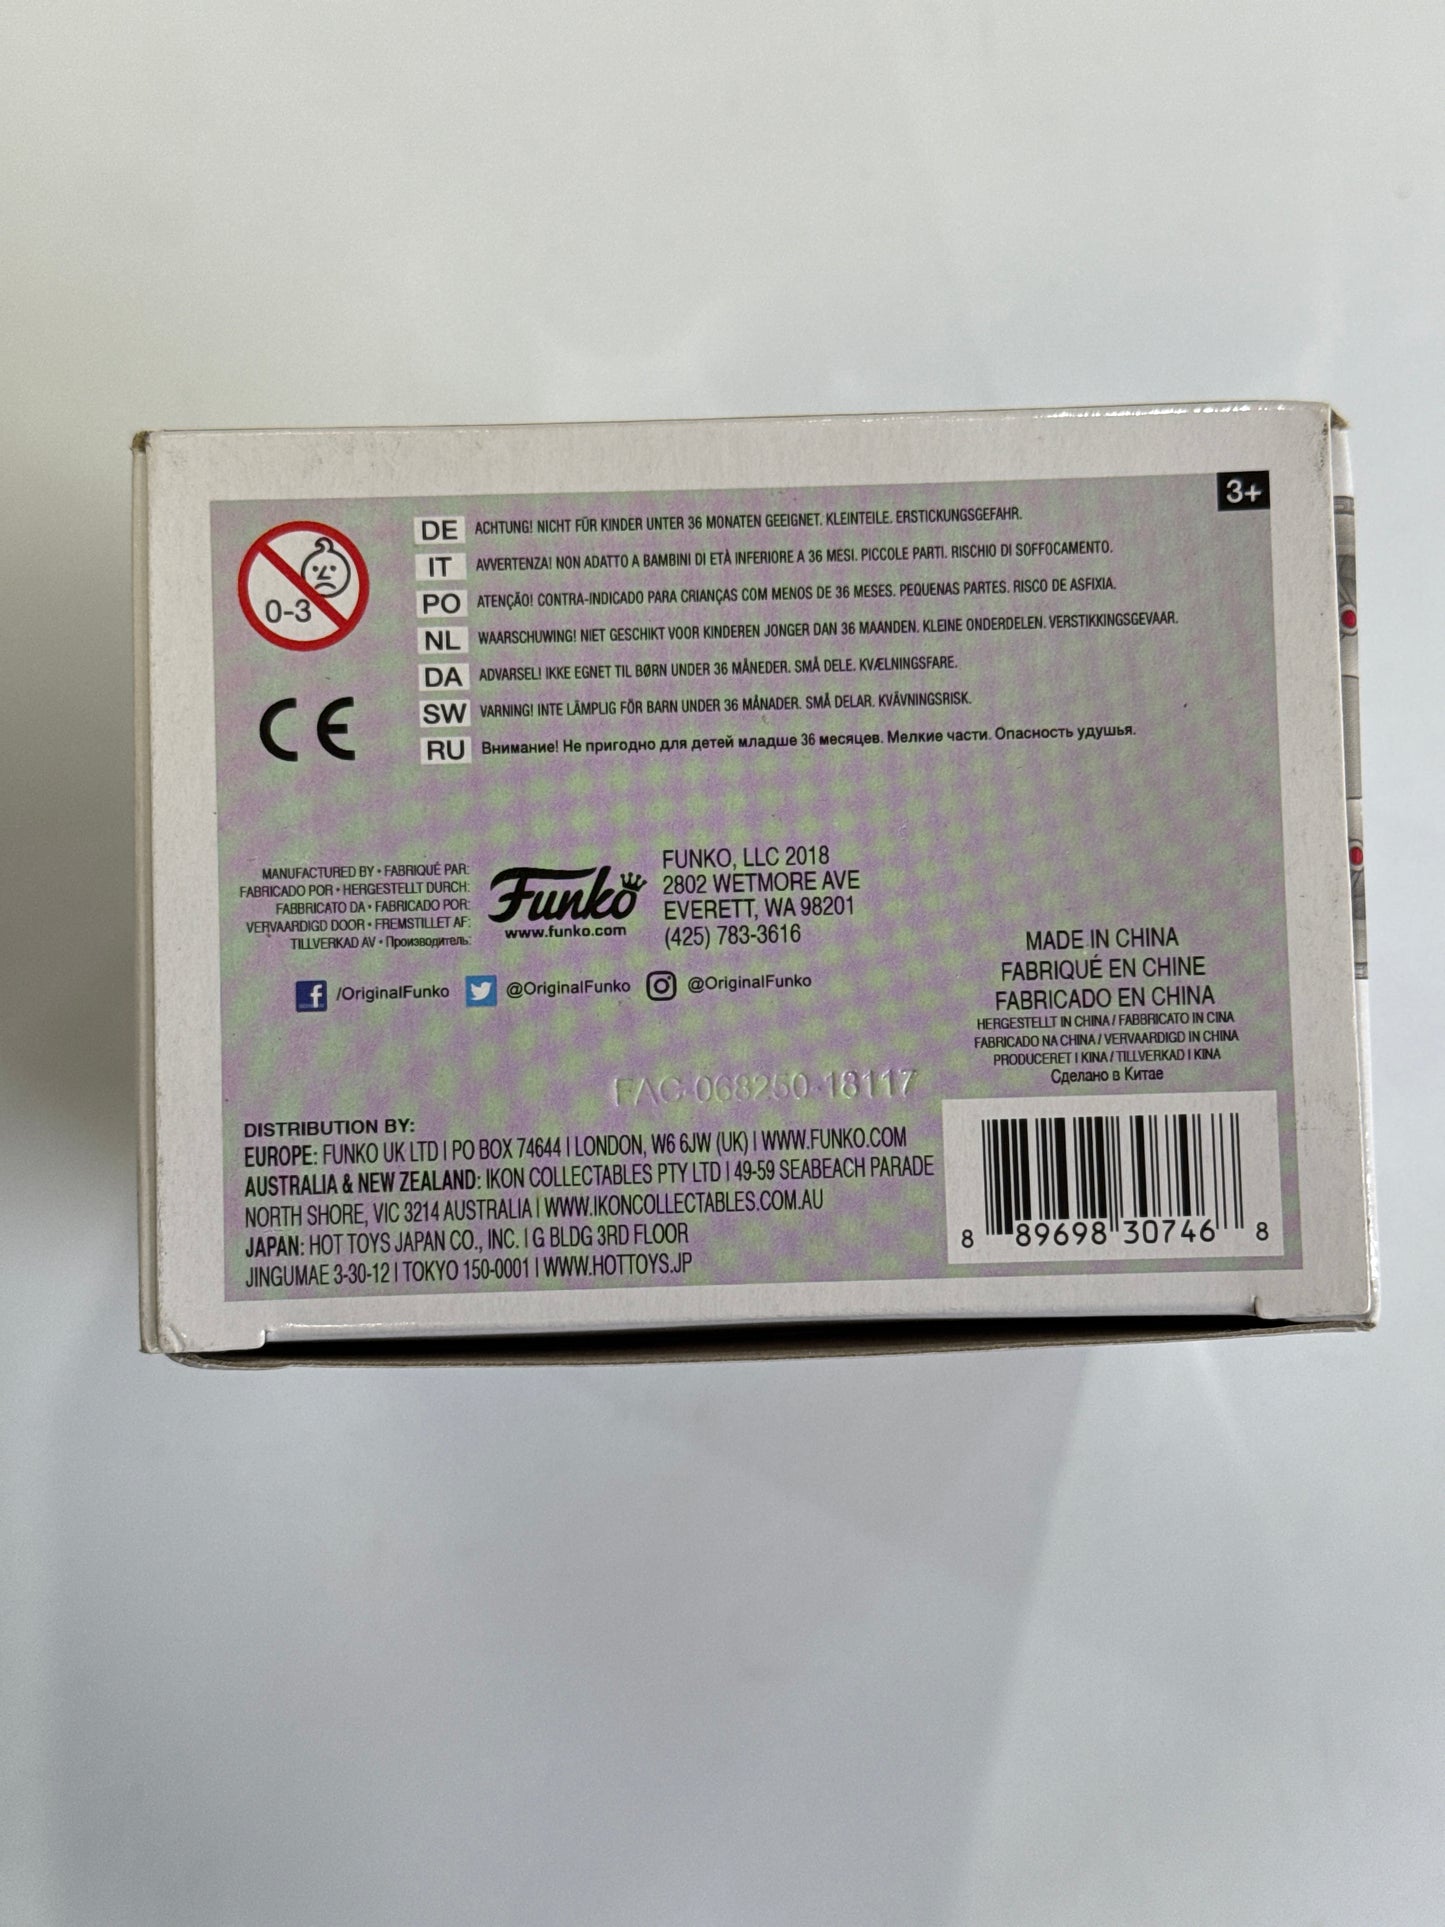 3+
0-3
DE ACHTUNG! NICHT FÜR KINDER UNTER 36 MONATEN GEEIGNET. KLEINTEILE. ERSTICKUNGSGEFAHR.
IT AVVERTENZA! NON ADATTO A BAMBINI DI ETÀ INFERIORE A 36 MESI. PICCOLE PARTI. RISCHIO DI SOFFOCAMENTO.
PO ATENÇÃO! CONTRA-INDICADO PARA CRIANÇAS COM MENOS DE 36 MESES. PEQUENAS PARTES. RISCO DE ASFIXIA.
NL WAARSCHUWING! NIET GESCHIKT VOOR KINDEREN JONGER DAN 36 MAANDEN. KLEINE ONDERDELEN. VERSTIKKINGSGEVAAR.
DA ADVARSEL! IKKE EGNET TIL BØRN UNDER 36 MÅNEDER. SMÅ DELE. KVÆLNINGSFARE.
SW VARNING! INTE LÄMPLIG FÖR BARN UNDER 36 MÅNADER. SMÅ DELAR. KVÄVNINGSRISK.
RU Внимание! Не пригодно для детей младше 36 месяцев. Мелкие части. Опасность удушья.
CE
MANUFACTURED BY • FABRIQUÉ PAR:
FABRICADO POR • HERGESTELLT DURCH:
FABBRICATO DA • FABRICADO POR:
VERVAARDIGD DOOR • FREMSTILLET AF:
TILLVERKAD AV • Производитель:
Funko
www.funko.com
FUNKO, LLC 2018
2802 WETMORE AVE
EVERETT, WA 98201
(425) 783-3616
/OriginalFunko @OriginalFunko @OriginalFunko
MADE IN CHINA
FABRIQUÉ EN CHINE
FABRICADO EN CHINA
HERGESTELLT IN CHINA / FABBRICATO IN CINA
FABRICADO NA CHINA / VERVAARDIGD IN CHINA
PRODUCERET I KINA / TILLVERKAD I KINA
Сделано в Китае
FAC-068250-18117
DISTRIBUTION BY:
EUROPE: FUNKO UK LTD | PO BOX 74644 | LONDON, W6 6JW (UK) | WWW.FUNKO.COM
AUSTRALIA & NEW ZEALAND: IKON COLLECTABLES PTY LTD | 49-59 SEABEACH PARADE
NORTH SHORE, VIC 3214 AUSTRALIA | WWW.IKONCOLLECTABLES.COM.AU
JAPAN: HOT TOYS JAPAN CO., INC. | G BLDG 3RD FLOOR
JINGUMAE 3-30-12 | TOKYO 150-0001 | WWW.HOTTOYS.JP
8 89698 30746 8